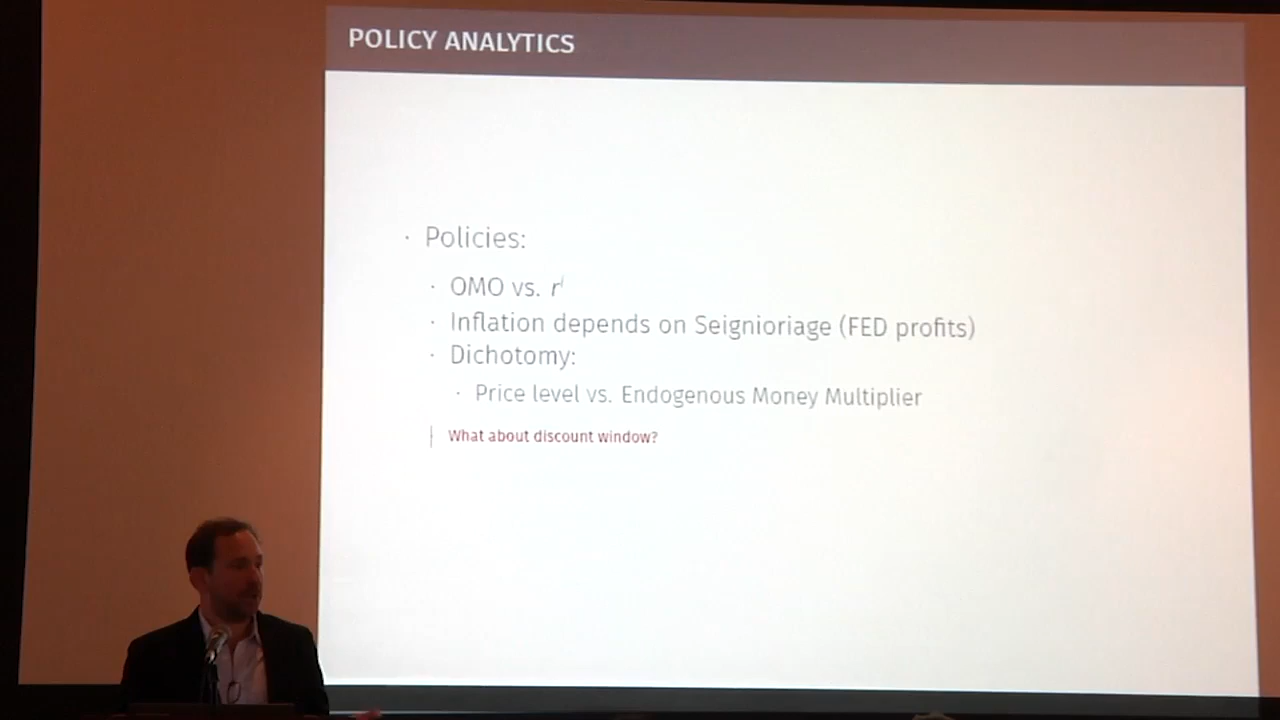 POLICY ANALYTICS
· Policies:
· OMO vs. rⁱ
· Inflation depends on Seignioriage (FED profits)
· Dichotomy:
· Price level vs. Endogenous Money Multiplier
What about discount window?